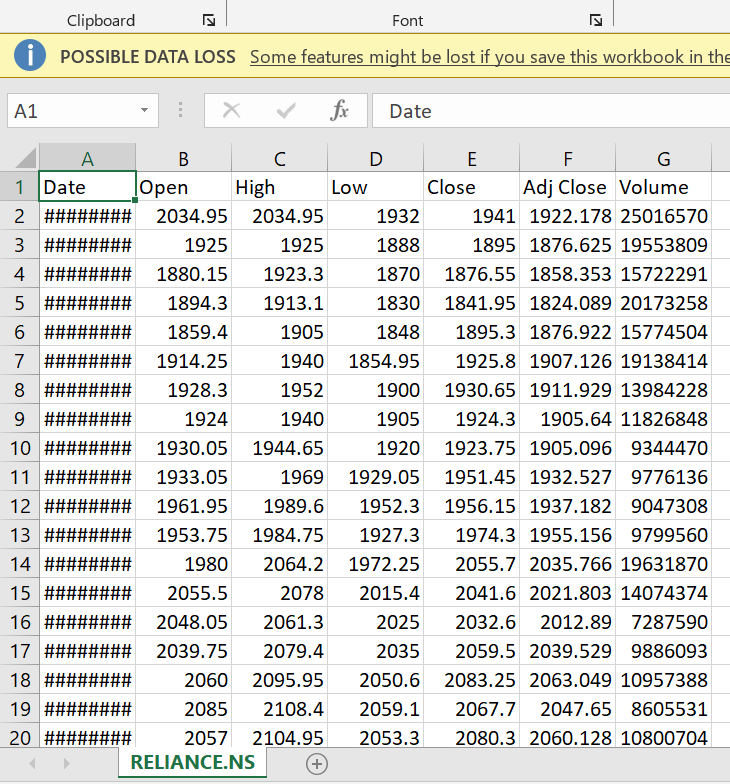 Clipboard Font
POSSIBLE DATA LOSS Some features might be lost if you save this workbook in the
A1 fx Date
A B C D E F G
1 Date Open High Low Close Adj Close Volume
2 ######## 2034.95 2034.95 1932 1941 1922.178 25016570
3 ######## 1925 1925 1888 1895 1876.625 19553809
4 ######## 1880.15 1923.3 1870 1876.55 1858.353 15722291
5 ######## 1894.3 1913.1 1830 1841.95 1824.089 20173258
6 ######## 1859.4 1905 1848 1895.3 1876.922 15774504
7 ######## 1914.25 1940 1854.95 1925.8 1907.126 19138414
8 ######## 1928.3 1952 1900 1930.65 1911.929 13984228
9 ######## 1924 1940 1905 1924.3 1905.64 11826848
10 ######## 1930.05 1944.65 1920 1923.75 1905.096 9344470
11 ######## 1933.05 1969 1929.05 1951.45 1932.527 9776136
12 ######## 1961.95 1989.6 1952.3 1956.15 1937.182 9047308
13 ######## 1953.75 1984.75 1927.3 1974.3 1955.156 9799560
14 ######## 1980 2064.2 1972.25 2055.7 2035.766 19631870
15 ######## 2055.5 2078 2015.4 2041.6 2021.803 14074374
16 ######## 2048.05 2061.3 2025 2032.6 2012.89 7287590
17 ######## 2039.75 2079.4 2035 2059.5 2039.529 9886093
18 ######## 2060 2095.95 2050.6 2083.25 2063.049 10957388
19 ######## 2085 2108.4 2059.1 2067.7 2047.65 8605531
20 ######## 2057 2104.95 2053.3 2080.3 2060.128 10800704
RELIANCE.NS